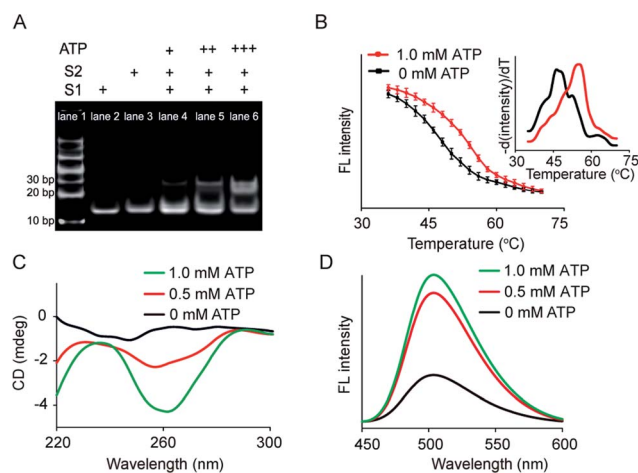 A
ATP + ++ +++
S2 + + + +
S1 + + + +
lane 1 lane 2 lane 3 lane 4 lane 5 lane 6
30 bp
20 bp
10 bp
B
1.0 mM ATP
0 mM ATP
FL intensity
36 45 60 75
Temperature (°C)
-d(intensity)/dT
35 55 75
Temperature (°C)
C
1.0 mM ATP
0.5 mM ATP
0 mM ATP
CD (mdeg)
0
-2
-4
220 260 300
Wavelength (nm)
D
1.0 mM ATP
0.5 mM ATP
0 mM ATP
FL intensity
450 500 550 600
Wavelength (nm)